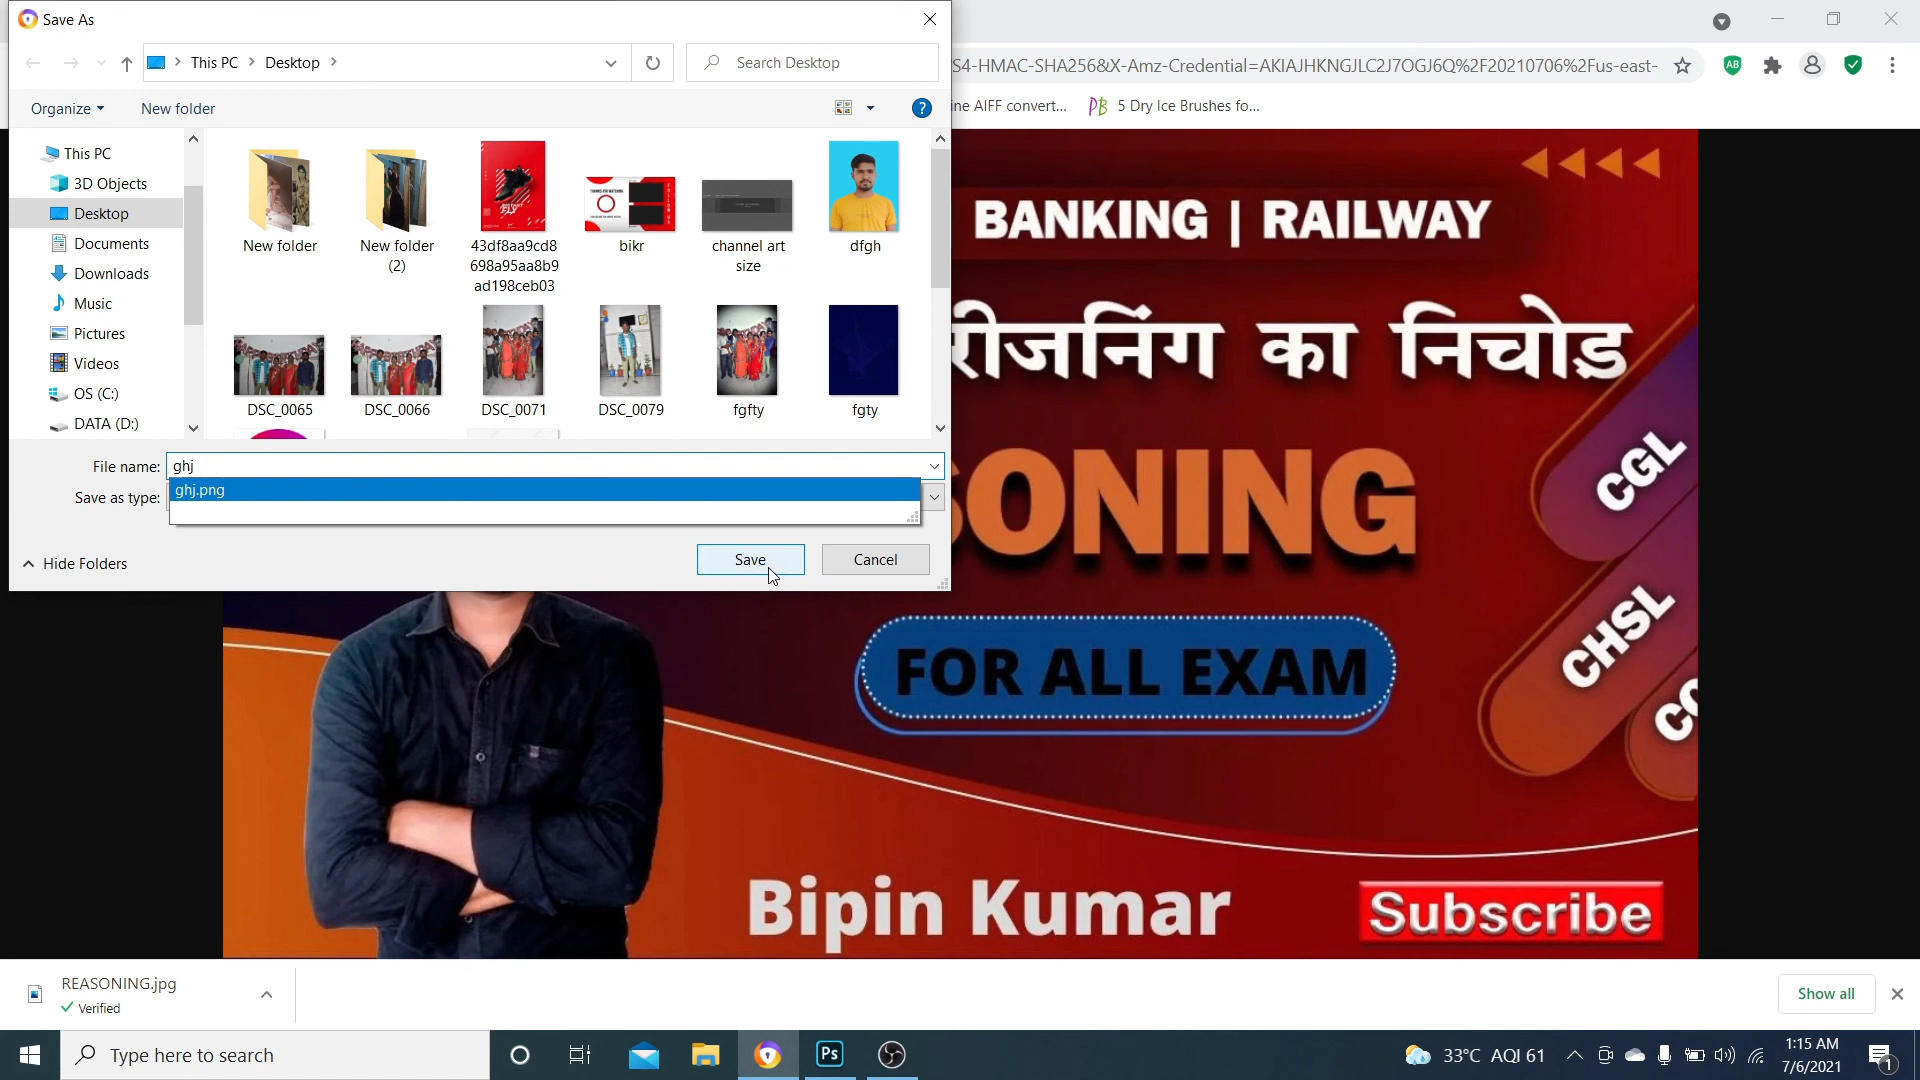 Save As
This PC
Desktop
Search Desktop
S4-HMAC-SHA256&X-Amz-Credential=AKIAJHKNGJLC2J7OGJ6Q%2F20210706%2Fus-east-
Organize
New folder
ine AIFF convert...
5 Dry Ice Brushes fo...
This PC
3D Objects
Desktop
Documents
Downloads
Music
Pictures
Videos
OS (C:)
DATA (D:)
New folder
New folder (2)
43df8aa9cd8
698a95aa8b9
ad198ceb03
bikr
channel art
size
dfgh
DSC_0065
DSC_0066
DSC_0071
DSC_0079
fgfty
fgty
File name:
ghj
Save as type:
ghj.png
Hide Folders
Save
Cancel
BANKING | RAILWAY
रीजनिंग का निचोड़
SONING
CGL
CHSL
FOR ALL EXAM
Bipin Kumar
Subscribe
REASONING.jpg
Verified
Show all
Type here to search
Ps
33°C AQI 61
1:15 AM
7/6/2021
1